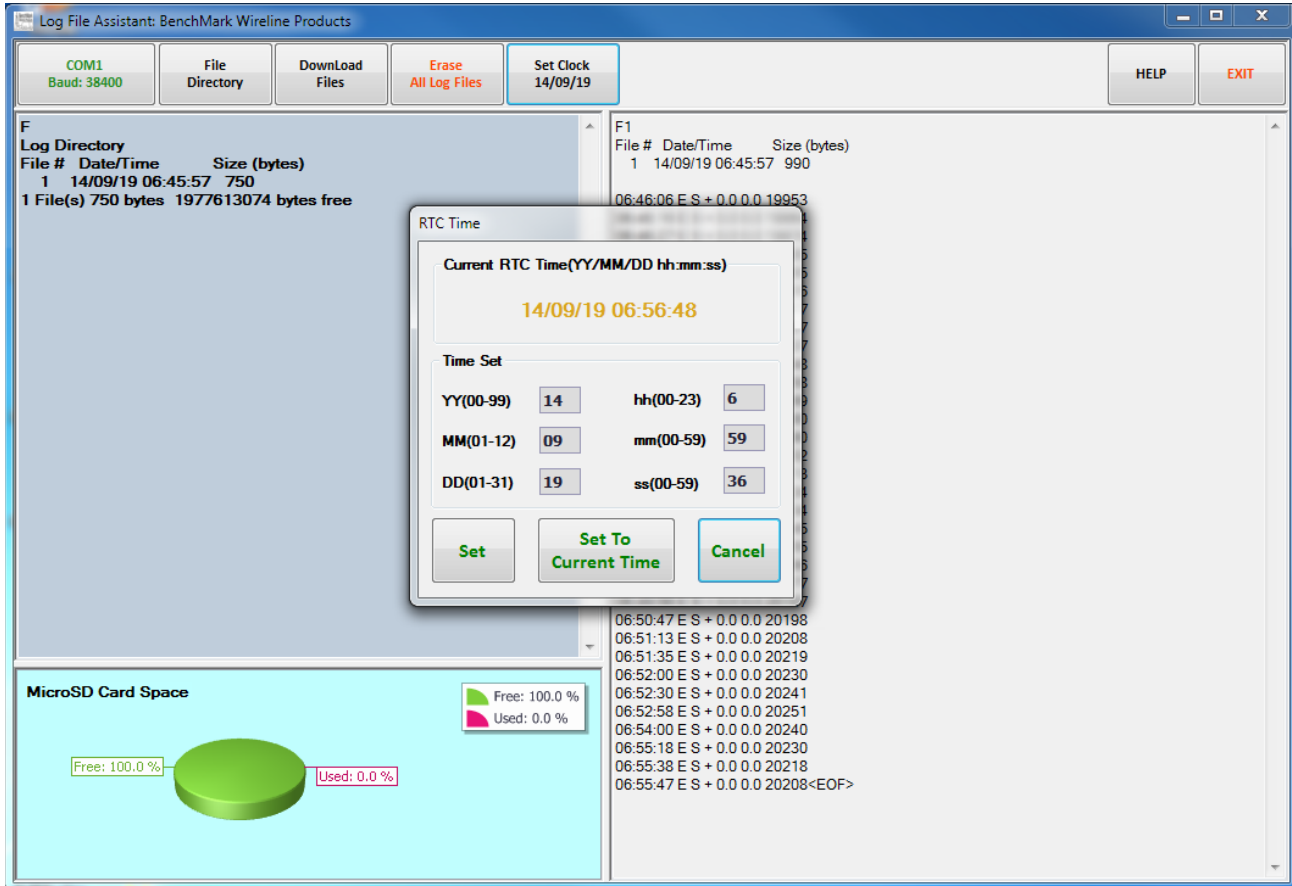 Log File Assistant: BenchMark Wireline Products
COM1
Baud: 38400
File
Directory
DownLoad
Files
Erase
All Log Files
Set Clock
14/09/19
HELP
EXIT
F
Log Directory
File # Date/Time Size (bytes)
1 14/09/19 06:45:57 750
1 File(s) 750 bytes 1977613074 bytes free
F1
File # Date/Time Size (bytes)
1 14/09/19 06:45:57 990
06:46:06 E S + 0.0 0.0 19953
RTC Time
Current RTC Time(YY/MM/DD hh:mm:ss)
14/09/19 06:56:48
Time Set
YY(00-99) 14 hh(00-23) 6
MM(01-12) 09 mm(00-59) 59
DD(01-31) 19 ss(00-59) 36
Set
Set To
Current Time
Cancel
06:50:47 E S + 0.0 0.0 20198
06:51:13 E S + 0.0 0.0 20208
06:51:35 E S + 0.0 0.0 20219
06:52:00 E S + 0.0 0.0 20230
06:52:30 E S + 0.0 0.0 20241
06:52:58 E S + 0.0 0.0 20251
06:54:00 E S + 0.0 0.0 20240
06:55:18 E S + 0.0 0.0 20230
06:55:38 E S + 0.0 0.0 20218
06:55:47 E S + 0.0 0.0 20208<EOF>
MicroSD Card Space
Free: 100.0 %
Used: 0.0 %
Free: 100.0 %
Used: 0.0 %